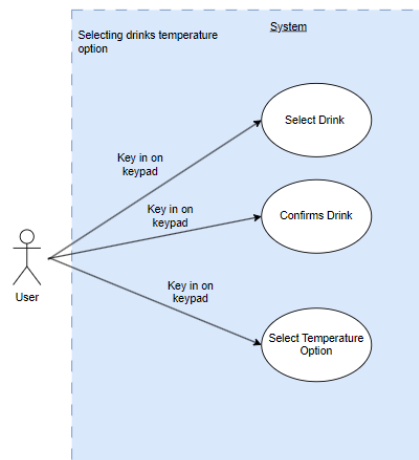 System
Selecting drinks temperature
option
Select Drink
Key in on
keypad
Key in on
keypad
Confirms Drink
User
Key in on
keypad
Select Temperature
Option